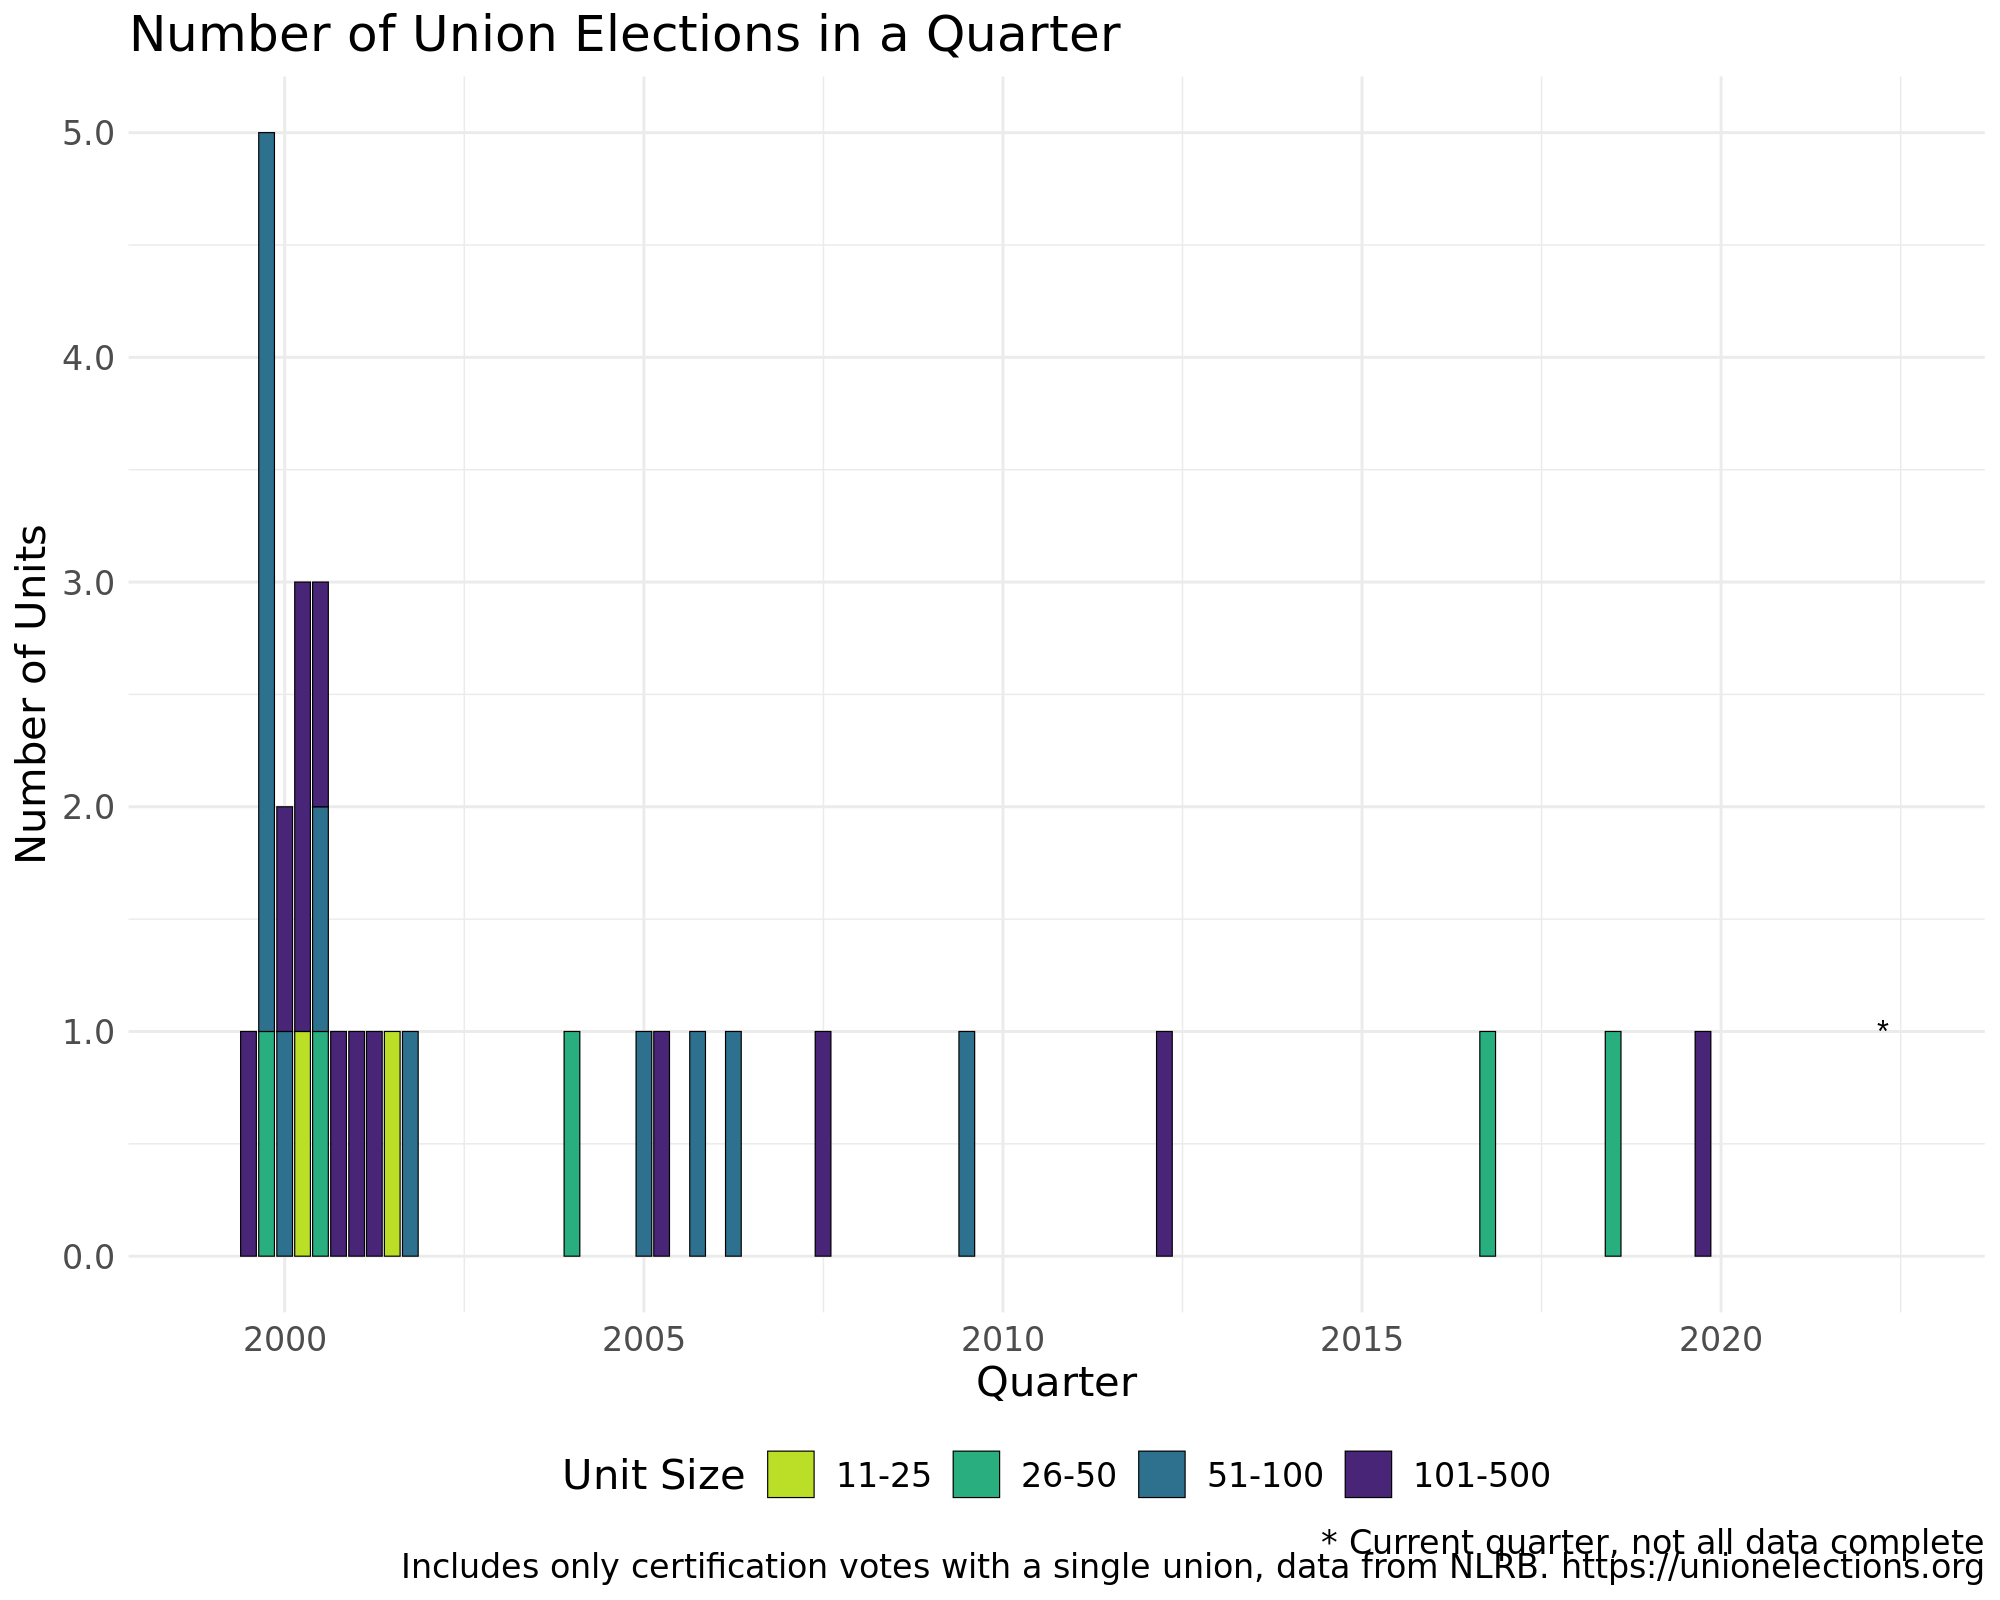 Number of Union Elections in a Quarter
Number of Units
5.0
4.0
3.0
2.0
1.0
0.0
*
2000 2005 2010 2015 2020
Quarter
Unit Size 11-25 26-50 51-100 101-500
* Current quarter, not all data complete
Includes only certification votes with a single union, data from NLRB. https://unionelections.org